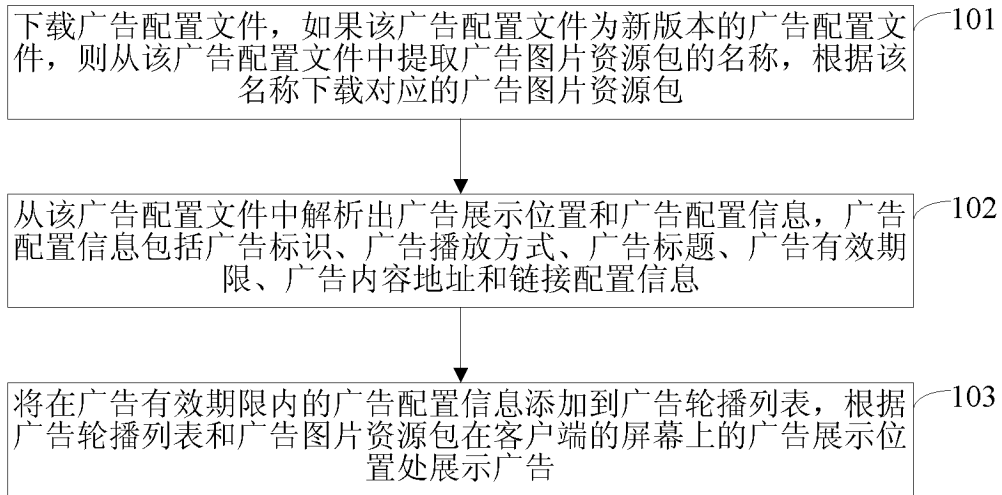 下载广告配置文件，如果该广告配置文件为新版本的广告配置文
件，则从该广告配置文件中提取广告图片资源包的名称，根据该
名称下载对应的广告图片资源包
101
从该广告配置文件中解析出广告展示位置和广告配置信息，广告
配置信息包括广告标识、广告播放方式、广告标题、广告有效期
限、广告内容地址和链接配置信息
102
将在广告有效期限内的广告配置信息添加到广告轮播列表，根据
广告轮播列表和广告图片资源包在客户端的屏幕上的广告展示位
置处展示广告
103